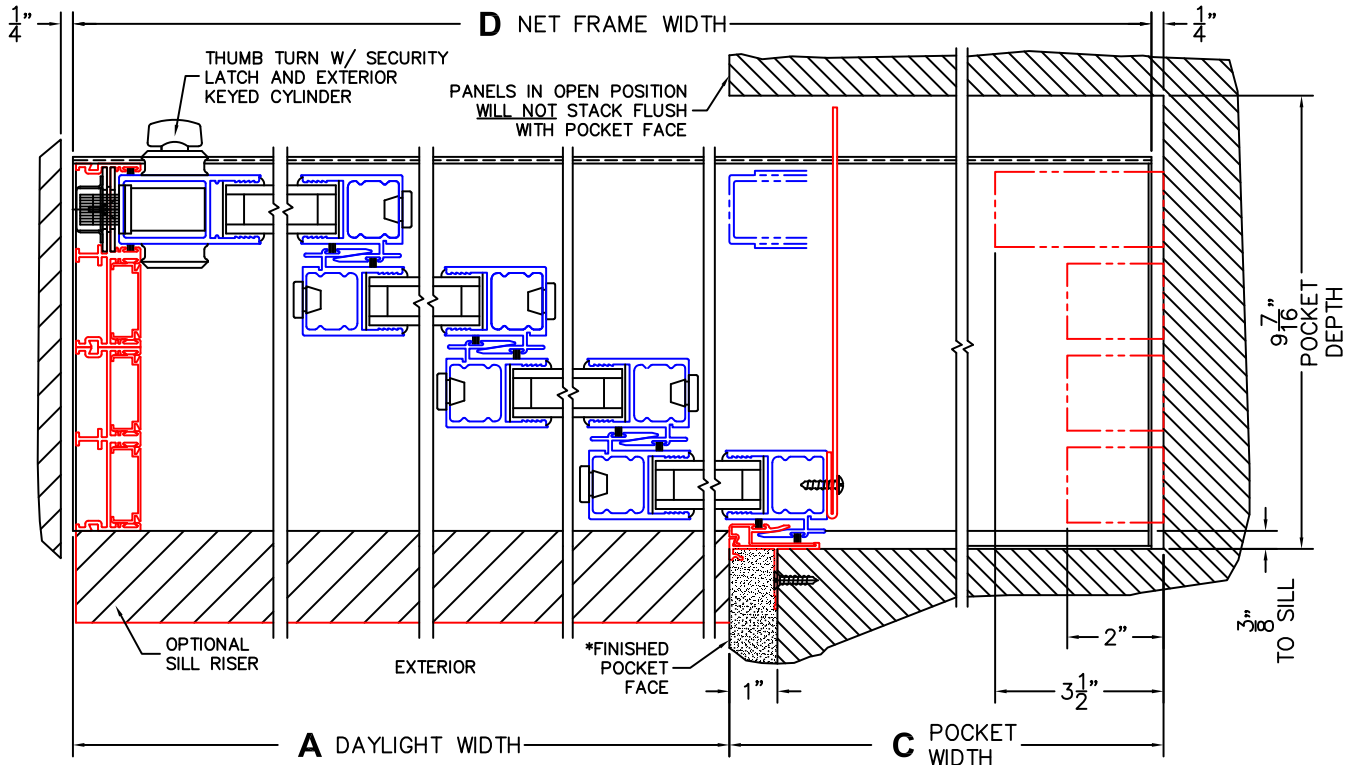 1/4"
D NET FRAME WIDTH
1/4"
THUMB TURN W/ SECURITY
LATCH AND EXTERIOR
KEYED CYLINDER
PANELS IN OPEN POSITION
WILL NOT STACK FLUSH
WITH POCKET FACE
9 7/16"
POCKET
DEPTH
3/8"
TO SILL
OPTIONAL
SILL RISER
EXTERIOR
*FINISHED
POCKET
FACE
1"
2"
3 1/2"
A DAYLIGHT WIDTH
C POCKET
WIDTH